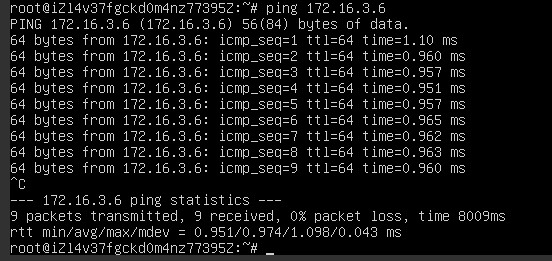 root@iZl4v37fgckd0m4nz77395Z:~# ping 172.16.3.6
PING 172.16.3.6 (172.16.3.6) 56(84) bytes of data.
64 bytes from 172.16.3.6: icmp_seq=1 ttl=64 time=1.10 ms
64 bytes from 172.16.3.6: icmp_seq=2 ttl=64 time=0.960 ms
64 bytes from 172.16.3.6: icmp_seq=3 ttl=64 time=0.957 ms
64 bytes from 172.16.3.6: icmp_seq=4 ttl=64 time=0.951 ms
64 bytes from 172.16.3.6: icmp_seq=5 ttl=64 time=0.957 ms
64 bytes from 172.16.3.6: icmp_seq=6 ttl=64 time=0.965 ms
64 bytes from 172.16.3.6: icmp_seq=7 ttl=64 time=0.962 ms
64 bytes from 172.16.3.6: icmp_seq=8 ttl=64 time=0.963 ms
64 bytes from 172.16.3.6: icmp_seq=9 ttl=64 time=0.960 ms
^C
--- 172.16.3.6 ping statistics ---
9 packets transmitted, 9 received, 0% packet loss, time 8009ms
rtt min/avg/max/mdev = 0.951/0.974/1.098/0.043 ms
root@iZl4v37fgckd0m4nz77395Z:~# _